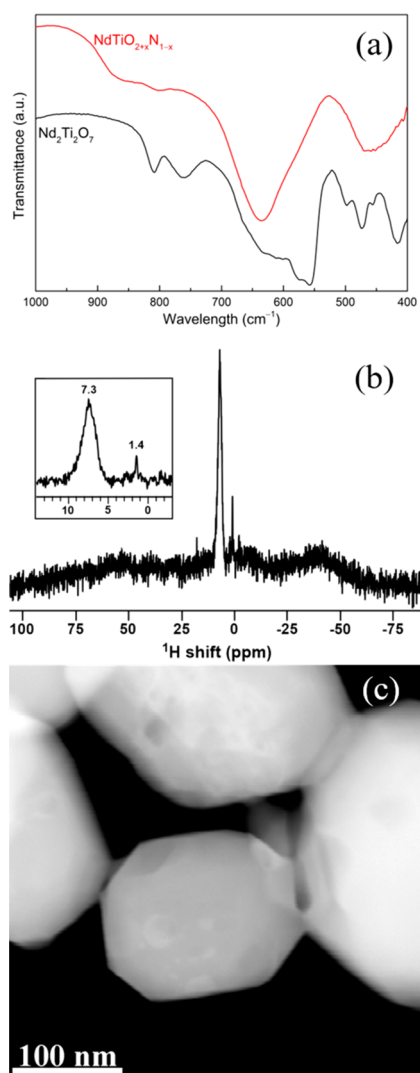 (a)
NdTiO₂₊ₓN₁₋ₓ
Nd₂Ti₂O₇
Transmittance (a.u.)
1000 900 800 700 600 500 400
Wavelength (cm⁻¹)
(b)
7.3
1.4
10 5 0
100 75 50 25 0 -25 -50 -75
¹H shift (ppm)
(c)
100 nm